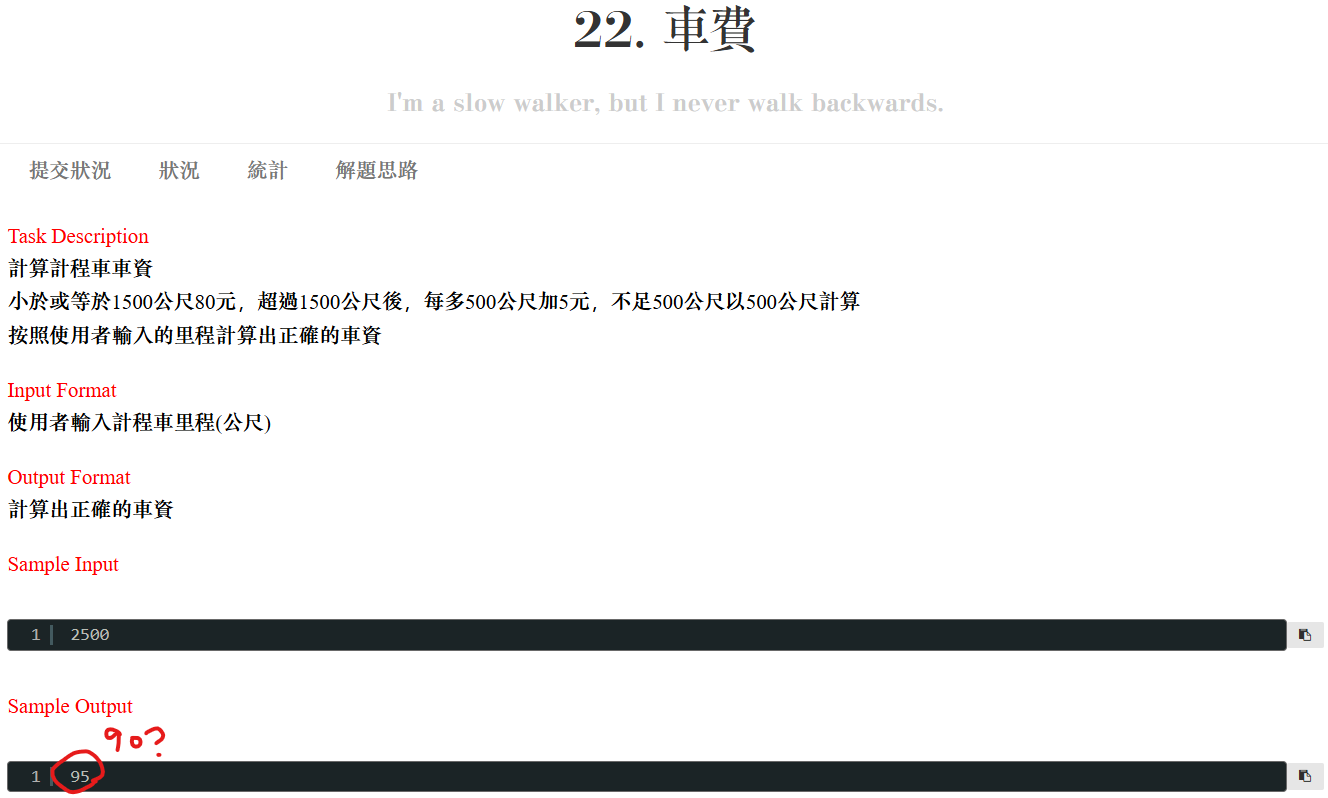 22. 車費
I'm a slow walker, but I never walk backwards.
提交狀況 狀況 統計 解題思路
Task Description
計算計程車車資
小於或等於1500公尺80元，超過1500公尺後，每多500公尺加5元，不足500公尺以500公尺計算
按照使用者輸入的里程計算出正確的車資
Input Format
使用者輸入計程車里程(公尺)
Output Format
計算出正確的車資
Sample Input
1 2500
Sample Output
90?
1 95